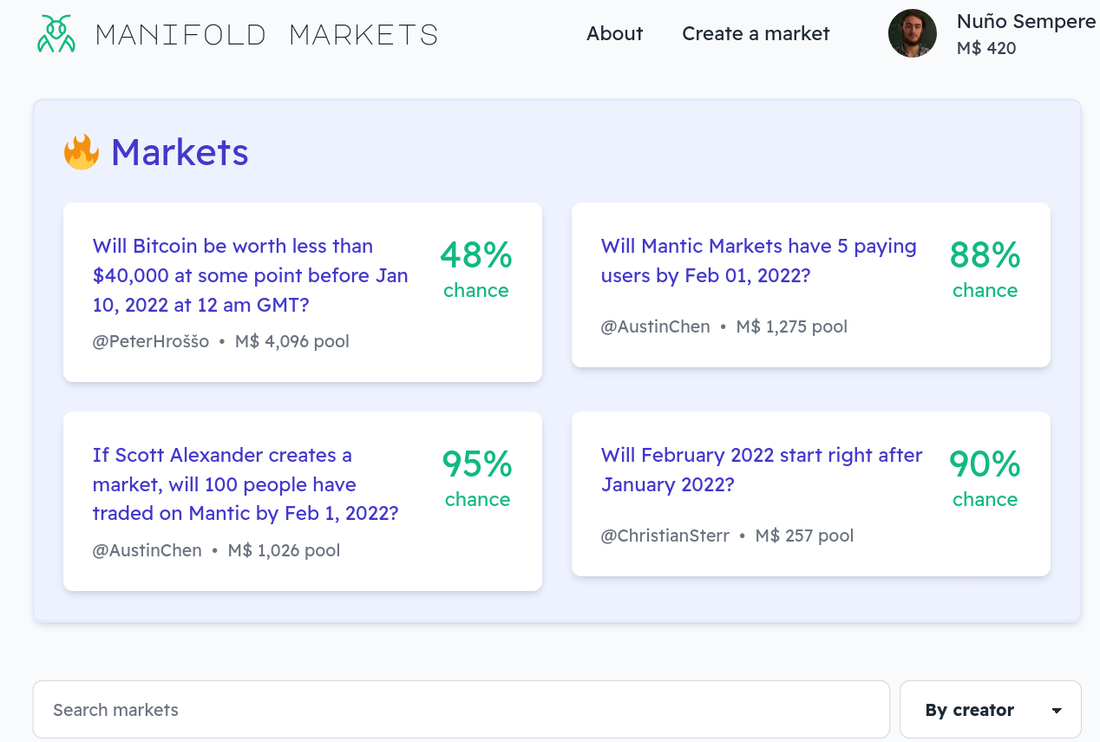 MANIFOLD MARKETS
About
Create a market
Nuño Sempere
M$ 420
🔥 Markets
Will Bitcoin be worth less than
$40,000 at some point before Jan
10, 2022 at 12 am GMT?
48%
chance
@PeterHroššo • M$ 4,096 pool
Will Mantic Markets have 5 paying
users by Feb 01, 2022?
88%
chance
@AustinChen • M$ 1,275 pool
If Scott Alexander creates a
market, will 100 people have
traded on Mantic by Feb 1, 2022?
95%
chance
@AustinChen • M$ 1,026 pool
Will February 2022 start right after
January 2022?
90%
chance
@ChristianSterr • M$ 257 pool
Search markets
By creator